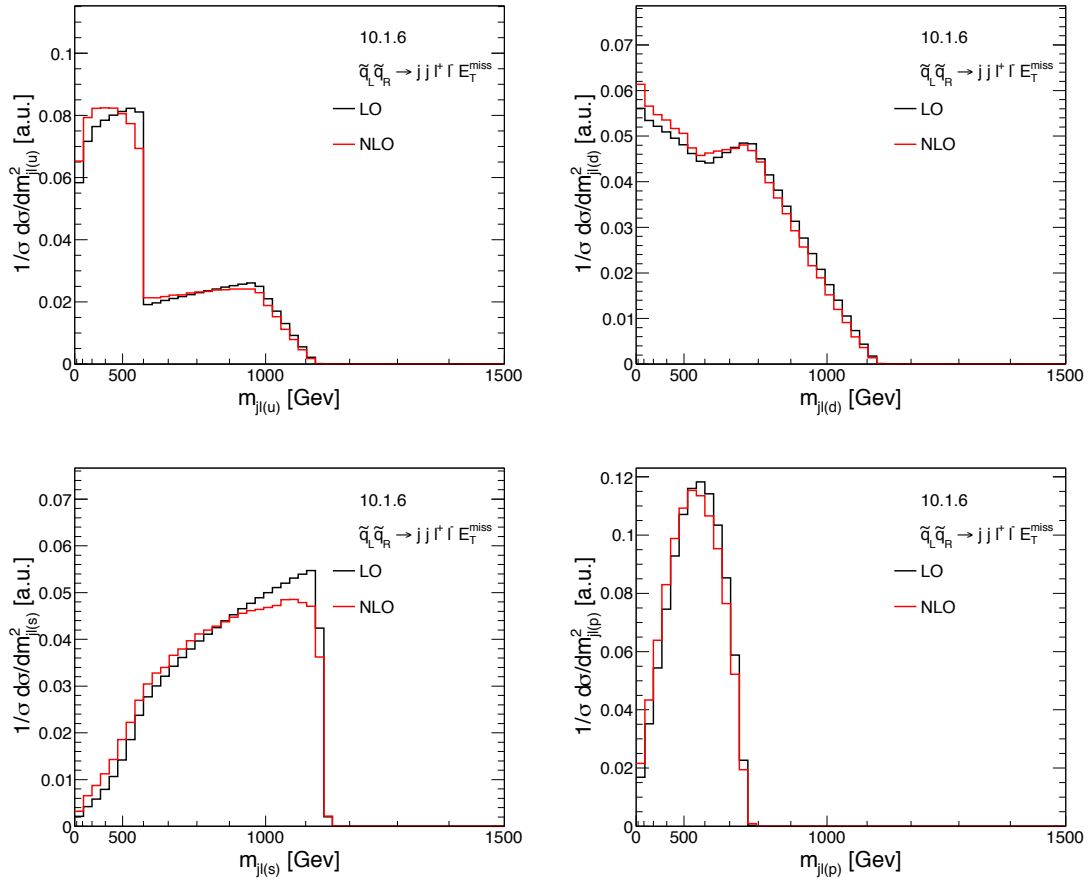 1/σ dσ/dm²jl(u) [a.u.]
0.1
0.08
0.06
0.04
0.02
0
10.1.6
q̃L q̃R → j j l⁺ l⁻ ETmiss
LO
NLO
0 500 1000 1500
mjl(u) [Gev]
1/σ dσ/dm²jl(d) [a.u.]
0.07
0.06
0.05
0.04
0.03
0.02
0.01
0
10.1.6
q̃L q̃R → j j l⁺ l⁻ ETmiss
LO
NLO
0 500 1000 1500
mjl(d) [Gev]
1/σ dσ/dm²jl(s) [a.u.]
0.07
0.06
0.05
0.04
0.03
0.02
0.01
0
10.1.6
q̃L q̃R → j j l⁺ l⁻ ETmiss
LO
NLO
0 500 1000 1500
mjl(s) [Gev]
1/σ dσ/dm²jl(p) [a.u.]
0.12
0.1
0.08
0.06
0.04
0.02
0
10.1.6
q̃L q̃R → j j l⁺ l⁻ ETmiss
LO
NLO
0 500 1000 1500
mjl(p) [Gev]